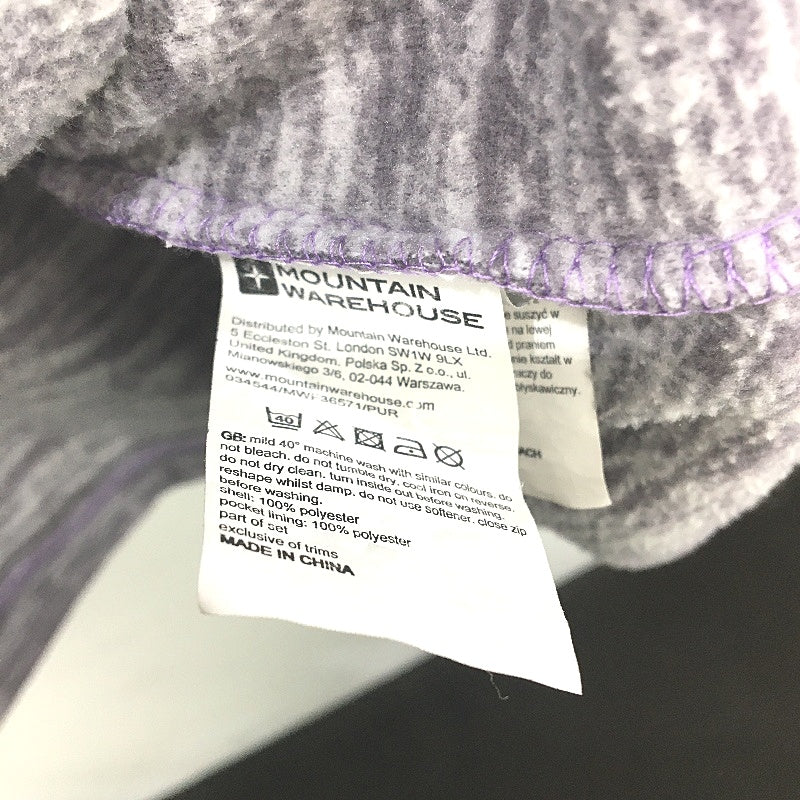 MOUNTAIN
WAREHOUSE
Distributed by Mountain Warehouse Ltd.
5 Eccleston St. London SW1W 9LX
United Kingdom, Polska Sp. Z o.o., ul.
Mianowskiego 3/6, 02-044 Warszawa.
www.mountainwarehouse.com
034544/MWF36571/PUR
40
GB: mild 40° machine wash with similar colours. do
not bleach. do not tumble dry. cool iron on reverse.
do not dry clean. turn inside out before washing.
reshape whilst damp. do not use softener. close zip
before washing.
shell: 100% polyester
pocket lining: 100% polyester
part of set
exclusive of trims
MADE IN CHINA
suszyć w
na lewej
praniem
kształt w
do